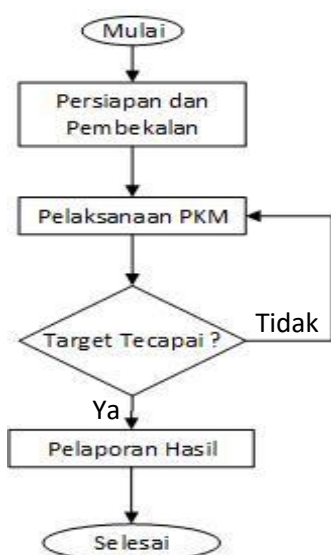 Mulai
Persiapan dan
Pembekalan
Pelaksanaan PKM
Target Tecapai ?
Tidak
Ya
Pelaporan Hasil
Selesai